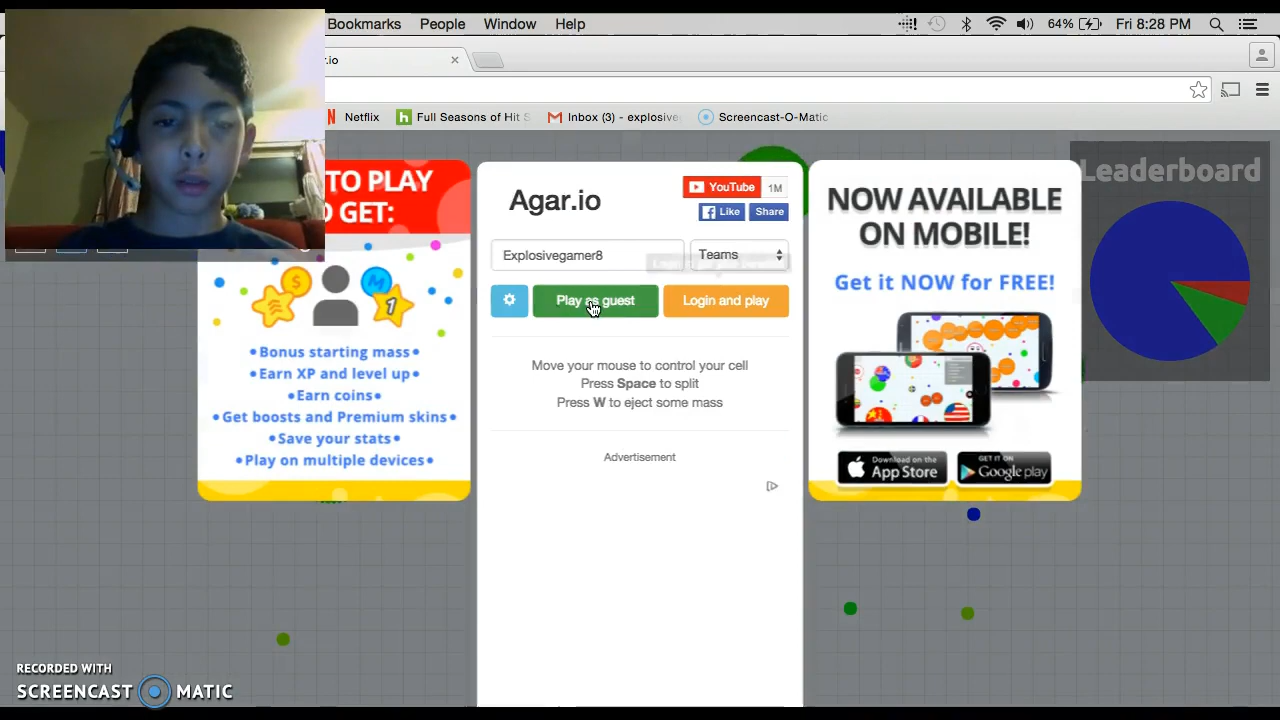 Bookmarks People Window Help 64% Fri 8:28 PM
.io
Netflix Full Seasons of Hit S Inbox (3) - explosive Screencast-O-Matic
TO PLAY
GET:
Bonus starting mass
Earn XP and level up
Earn coins
Get boosts and Premium skins
Save your stats
Play on multiple devices
Agar.io
YouTube 1M
Like Share
Explosivegamer8 Teams
Play as guest Login and play
Move your mouse to control your cell
Press Space to split
Press W to eject some mass
Advertisement
NOW AVAILABLE
ON MOBILE!
Get it NOW for FREE!
Download on the
App Store
GET IT ON
Google play
Leaderboard
RECORDED WITH
SCREENCAST MATIC